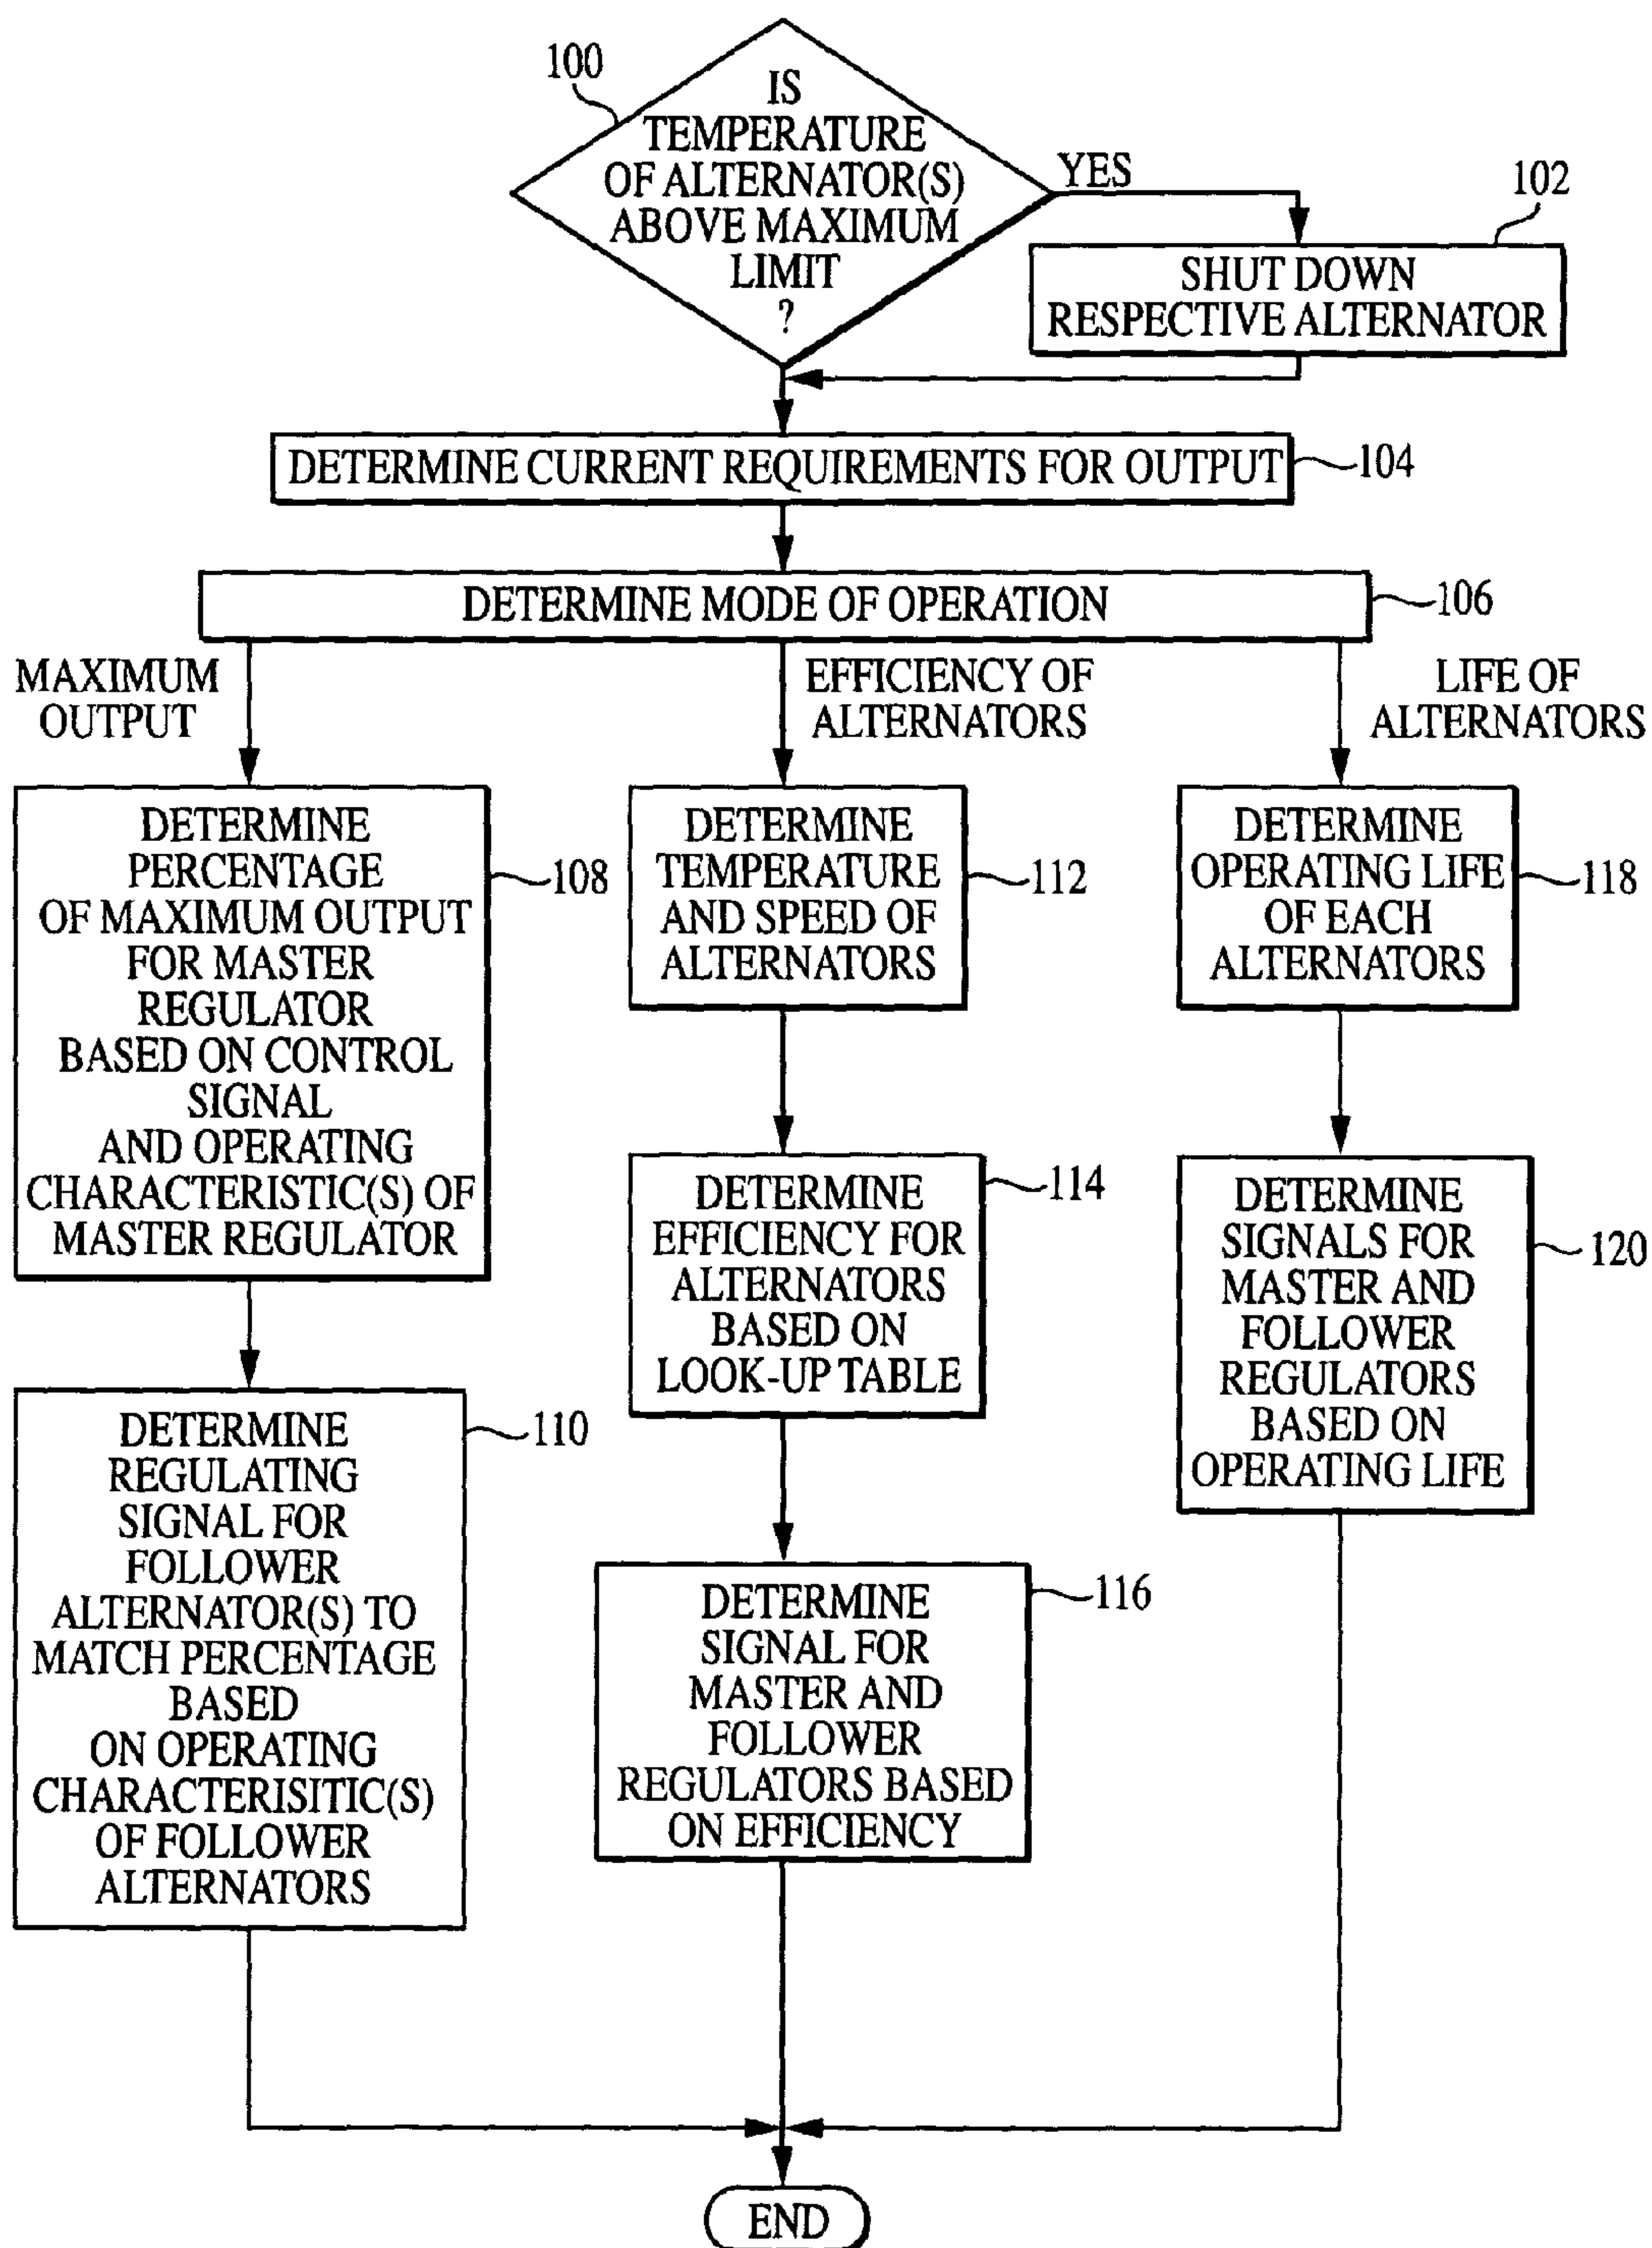 100
IS
TEMPERATURE
OF ALTERNATOR(S)
ABOVE MAXIMUM
LIMIT
?
YES
102
SHUT DOWN
RESPECTIVE ALTERNATOR
DETERMINE CURRENT REQUIREMENTS FOR OUTPUT
104
DETERMINE MODE OF OPERATION
106
MAXIMUM
OUTPUT
EFFICIENCY OF
ALTERNATORS
LIFE OF
ALTERNATORS
DETERMINE
PERCENTAGE
OF MAXIMUM OUTPUT
FOR MASTER
REGULATOR
BASED ON CONTROL
SIGNAL
AND OPERATING
CHARACTERISTIC(S) OF
MASTER REGULATOR
108
DETERMINE
REGULATING
SIGNAL FOR
FOLLOWER
ALTERNATOR(S) TO
MATCH PERCENTAGE
BASED
ON OPERATING
CHARACTERISITIC(S)
OF FOLLOWER
ALTERNATORS
110
DETERMINE
TEMPERATURE
AND SPEED OF
ALTERNATORS
112
DETERMINE
EFFICIENCY FOR
ALTERNATORS
BASED ON
LOOK-UP TABLE
114
DETERMINE
SIGNAL FOR
MASTER AND
FOLLOWER
REGULATORS BASED
ON EFFICIENCY
116
DETERMINE
OPERATING LIFE
OF EACH
ALTERNATORS
118
DETERMINE
SIGNALS FOR
MASTER AND
FOLLOWER
REGULATORS
BASED ON
OPERATING LIFE
120
END